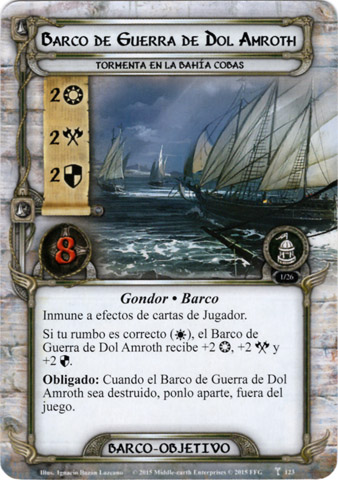 Barco de Guerra de Dol Amroth
Tormenta en la Bahía Cobas
2
2
2
8
1/26
Gondor • Barco
Inmune a efectos de cartas de Jugador.
Si tu rumbo es correcto (☀), el Barco de
Guerra de Dol Amroth recibe +2 , +2 y
+2 .
Obligado: Cuando el Barco de Guerra de Dol
Amroth sea destruido, ponlo aparte, fuera del
juego.
Barco-Objetivo
Illus. Ignacio Bazán Lazcano
© 2015 Middle-earth Enterprises © 2015 FFG
123